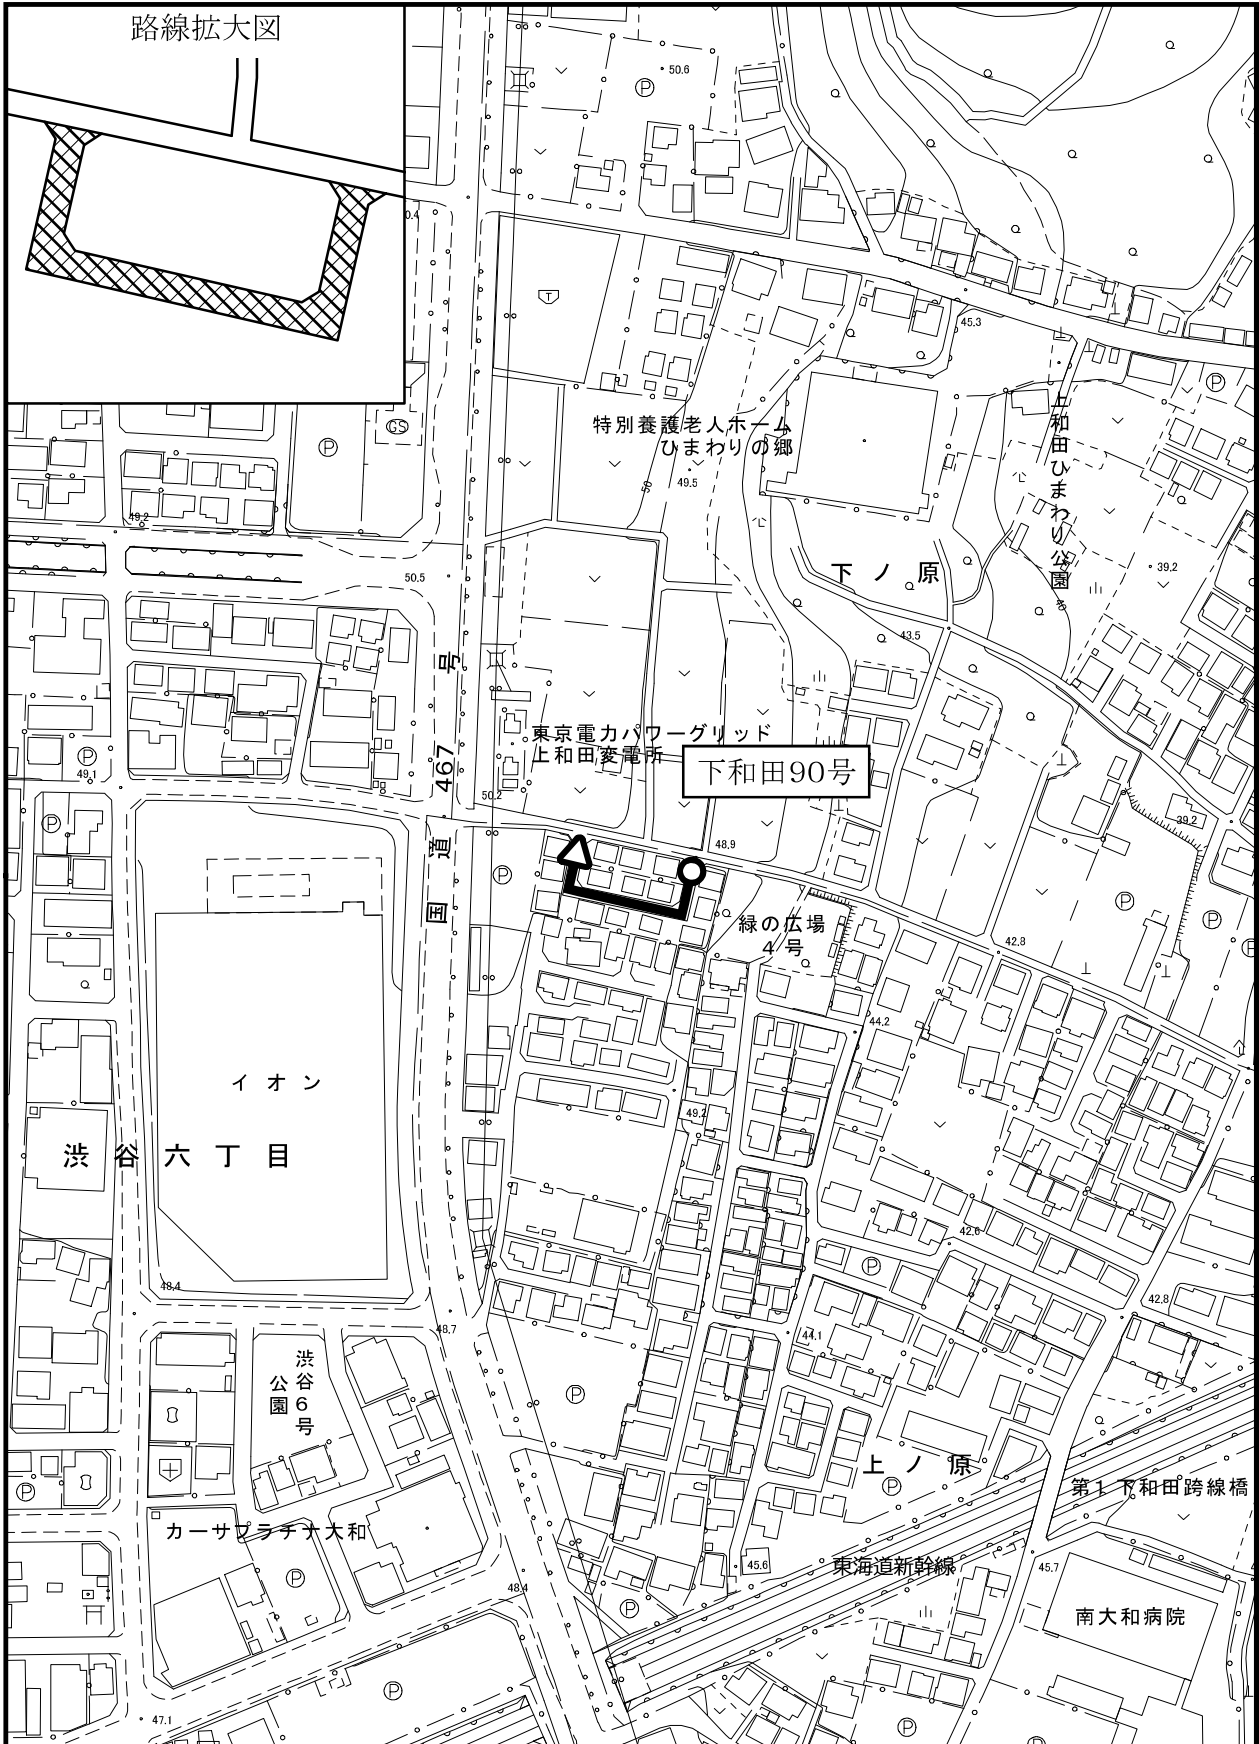 路線拡大図
50.6
P
0.4
T
45.3
P
GS
P
特別養護老人ホーム
ひまわりの郷
上和田ひまわり公園
50
49.5
49.2
50.5
下ノ原
39.2
43.5
国道467号
東京電力パワーグリッド
上和田変電所
下和田90号
P
49.1
50.2
P
39.2
48.9
P
P
P
P
緑の広場
4号
42.8
44.2
イオン
49.2
渋谷六丁目
42.6
P
48.4
42.8
48.7
44.1
渋谷6号
公園
P
上ノ原
P
第1下和田跨線橋
P
カーサプラチナ大和
45.6
東海道新幹線
45.7
P
48.4
P
南大和病院
P
47.1
P
P